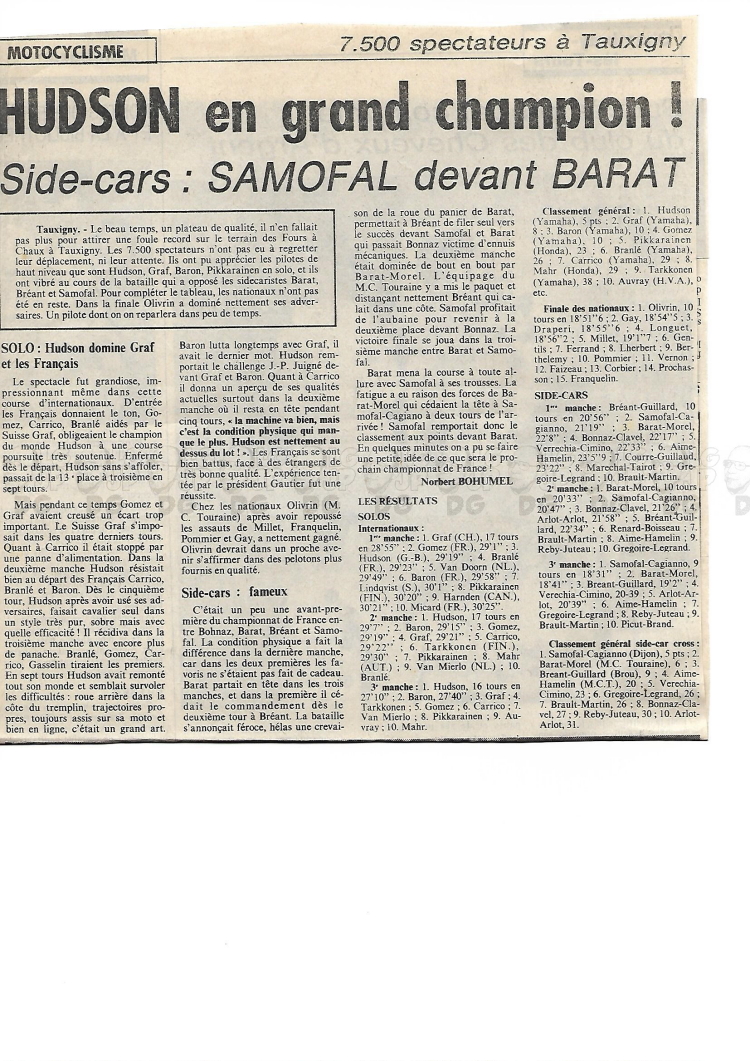 MOTOCYCLISME
7.500 spectateurs à Tauxigny
HUDSON en grand champion !
Side-cars : SAMOFAL devant BARAT
Tauxigny. - Le beau temps, un plateau de qualité, il n'en fallait
pas plus pour attirer une foule record sur le terrain des Fours à
Chaux à Tauxigny. Les 7.500 spectateurs n'ont pas eu à regretter
leur déplacement, ni leur attente. Ils ont pu apprécier les pilotes de
haut niveau que sont Hudson, Graf, Baron, Pikkarainen en solo, et ils
ont vibré au cours de la bataille qui a opposé les sidecaristes Barat,
Bréant et Samofal. Pour compléter le tableau, les nationaux n'ont pas
été en reste. Dans la finale Olivrin a dominé nettement ses adver-
saires. Un pilote dont on reparlera dans peu de temps.
SOLO : Hudson domine Graf
et les Français
Le spectacle fut grandiose, im-
pressionnant même dans cette
course d'internationaux. D'entrée
les Français donnaient le ton, Go-
mez, Carrico, Branlé aidés par le
Suisse Graf, obligeaient le champion
du monde Hudson à une course
poursuite très soutenue. Enfermé
dès le départ, Hudson sans s'affoler,
passait de la 13e place à troisième en
sept tours.
Mais pendant ce temps Gomez et
Graf avaient creusé un écart trop
important. Le Suisse Graf s'impo-
sait dans les quatre derniers tours.
Quant à Carrico il était stoppé par
une panne d'alimentation. Dans la
deuxième manche Hudson résistait
bien au départ des Français Carrico,
Branlé et Baron. Dès le cinquième
tour, Hudson après avoir usé ses ad-
versaires, faisait cavalier seul dans
un style très pur, sobre mais avec
quelle efficacité ! Il récidiva dans la
troisième manche avec encore plus
de panache. Branlé, Gomez, Car-
rico, Gasselin tiraient les premiers.
En sept tours Hudson avait remonté
tout son monde et semblait survoler
les difficultés : roue arrière dans la
côte du tremplin, trajectoires pro-
pres, toujours assis sur sa moto et
bien en ligne, c'était un grand art.
Baron lutta longtemps avec Graf, il
avait le dernier mot. Hudson rem-
portait le challenge J.-P. Juigné de-
vant Graf et Baron. Quant à Carrico
il donna un aperçu de ses qualités
actuelles surtout dans la deuxième
manche où il resta en tête pendant
cinq tours, « la machine va bien, mais
c'est la condition physique qui man-
que le plus. Hudson est nettement au
dessus du lot ! ». Les Français se sont
bien battus, face à des étrangers de
très bonne qualité. L'expérience ten-
tée par le président Gautier fut une
réussite.
Chez les nationaux Olivrin (M.
C. Touraine) après avoir repoussé
les assauts de Millet, Franquelin,
Pommier et Gay, a nettement gagné.
Olivrin devrait dans un proche ave-
nir s'affirmer dans des pelotons plus
fournis en qualité.
Side-cars : fameux
C'était un peu une avant-pre-
mière du championnat de France en-
tre Bohnaz, Barat, Bréant et Samo-
fal. La condition physique a fait la
différence dans la dernière manche,
car dans les deux premières les fa-
voris ne s'étaient pas fait de cadeau.
Barat partait en tête dans les trois
manches, et dans la première il cé-
dait le commandement dès le
deuxième tour à Bréant. La bataille
s'annonçait féroce, hélas une crevai-
son de la roue du panier de Barat,
permettait à Bréant de filer seul vers
le succès devant Samofal et Barat
qui passait Bonnaz victime d'ennuis
mécaniques. La deuxième manche
était dominée de bout en bout par
Barat-Morel. L'équipage du
M.C. Touraine y a mis le paquet et
distançant nettement Bréant qui ca-
lait dans une côte. Samofal profitait
de l'aubaine pour revenir à la
deuxième place devant Bonnaz. La
victoire finale se joua dans la troi-
sième manche entre Barat et Samo-
fal.
Barat mena la course à toute al-
lure avec Samofal à ses trousses. La
fatigue a eu raison des forces de Ba-
rat-Morel qui cédaient la tête à Sa-
mofal-Cagiano à deux tours de l'ar-
rivée ! Samofal remportait donc le
classement aux points devant Barat.
En quelques minutes on a pu se faire
une petite idée de ce que sera le pro-
chain championnat de France !
Norbert BOHUMEL
LES RÉSULTATS
SOLOS
Internationaux :
1re manche : 1. Graf (CH.), 17 tours
en 28'55" ; 2. Gomez (FR.), 29'1" ; 3.
Hudson (G.-B.), 29'19" ; 4. Branlé
(FR.), 29'23" ; 5. Van Doorn (NL.),
29'49" ; 6. Baron (FR.), 29'58" ; 7.
Lindqvist (S.), 30'1" ; 8. Pikkarainen
(FIN.), 30'20" ; 9. Harnden (CAN.),
30'21" ; 10. Micard (FR.), 30'25".
2e manche : 1. Hudson, 17 tours en
29'7" ; 2. Baron, 29'15" ; 3. Gomez,
29'19" ; 4. Graf, 29'21" ; 5. Carrico,
29'22" ; 6. Tarkkonen (FIN.),
29'30" ; 7. Pikkarainen ; 8. Mahr
(AUT.) ; 9. Van Mierlo (NL.) ; 10.
Branlé.
3e manche : 1. Hudson, 16 tours en
27'10" ; 2. Baron, 27'40" ; 3. Graf ; 4.
Tarkkonen ; 5. Gomez ; 6. Carrico ; 7.
Van Mierlo ; 8. Pikkarainen ; 9. Au-
vray ; 10. Mahr.
Classement général : 1. Hudson
(Yamaha), 5 pts ; 2. Graf (Yamaha),
8 ; 3. Baron (Yamaha), 10 ; 4. Gomez
(Yamaha), 10 ; 5. Pikkarainen
(Honda), 23 ; 6. Branlé (Yamaha),
26 ; 7. Carrico (Yamaha), 29 ; 8.
Mahr (Honda), 29 ; 9. Tarkkonen
(Yamaha), 38 ; 10. Auvray (H.V.A.),
etc.
Finale des nationaux : 1. Olivrin, 10
tours en 18'51"6 ; 2. Gay, 18'54"5 ; 3.
Draperi, 18'55"6 ; 4. Longuet,
18'56"2 ; 5. Millet, 19'1"7 ; 6. Gen-
tils ; 7. Ferrand ; 8. Lherbert ; 9. Ber-
thelemy ; 10. Pommier ; 11. Vernon ;
12. Faizeau ; 13. Corbier ; 14. Prochas-
son ; 15. Franquelin.
SIDE-CARS
1re manche : Bréant-Guillard, 10
tours en 20'56" ; 2. Samofal-Ca-
gianno, 21'19" ; 3. Barat-Morel,
22'8" ; 4. Bonnaz-Clavel, 22'17" ; 5.
Verrecchia-Cimino, 22'33" ; 6. Aime-
Hamelin, 23'5"9 ; 7. Courre-Guillaud,
23'22" ; 8. Marechal-Tairot ; 9. Gre-
goire-Legrand ; 10. Brault-Martin.
2e manche : 1. Barat-Morel, 10 tours
en 20'33" ; 2. Samofal-Cagianno,
20'47" ; 3. Bonnaz-Clavel, 21'26" ; 4.
Arlot-Arlot, 21'58" ; 5. Bréant-Guil-
lard, 22'34" ; 6. Renard-Boisseau ; 7.
Brault-Martin ; 8. Aime-Hamelin ; 9.
Reby-Juteau ; 10. Gregoire-Legrand.
3e manche : 1. Samofal-Cagianno, 9
tours en 18'31" ; 2. Barat-Morel,
18'41" ; 3. Breant-Guillard, 19'2" ; 4.
Verechia-Cimino, 20-39 ; 5. Arlot-Ar-
lot, 20'39" ; 6. Aime-Hamelin ; 7.
Gregoire-Legrand ; 8. Reby-Juteau ; 9.
Brault-Martin ; 10. Picut-Brand.
Classement général side-car cross :
1. Samofal-Cagianno (Dijon), 5 pts ; 2.
Barat-Morel (M.C. Touraine), 6 ; 3.
Breant-Guillard (Brou), 9 ; 4. Aime-
Hamelin (M.C.T.), 20 ; 5. Verechia-
Cimino, 23 ; 6. Gregoire-Legrand, 26 ;
7. Brault-Martin, 26 ; 8. Bonnaz-Cla-
vel, 27 ; 9. Reby-Juteau, 30 ; 10. Arlot-
Arlot, 31.